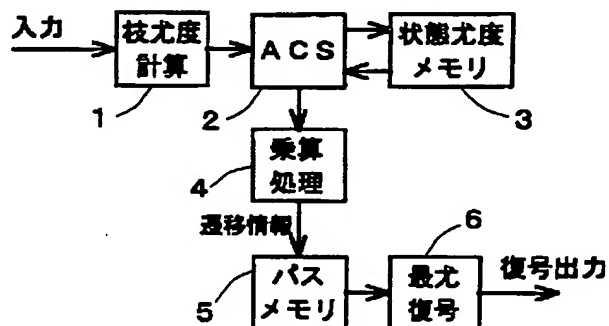 入力
枝尤度
計算
1
ACS
2
状態尤度
メモリ
3
乗算
処理
4
遷移情報
パス
メモリ
5
最尤
復号
6
復号出力